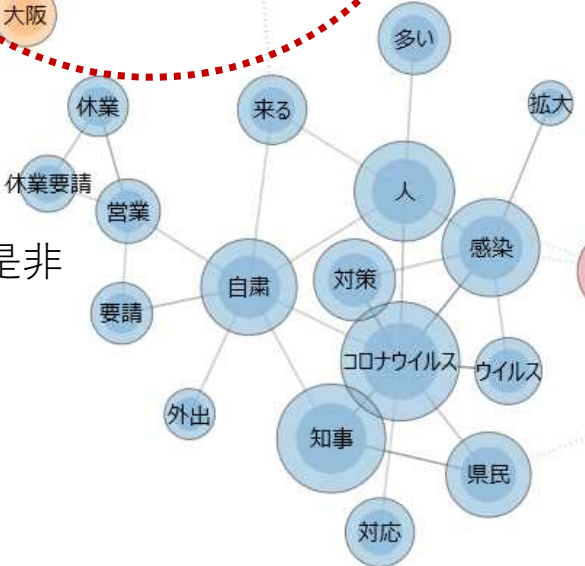 大阪
多い
休業
来る
拡大
休業要請
営業
人
感染
是非
自粛
対策
要請
コロナウイルス
ウイルス
外出
知事
県民
対応